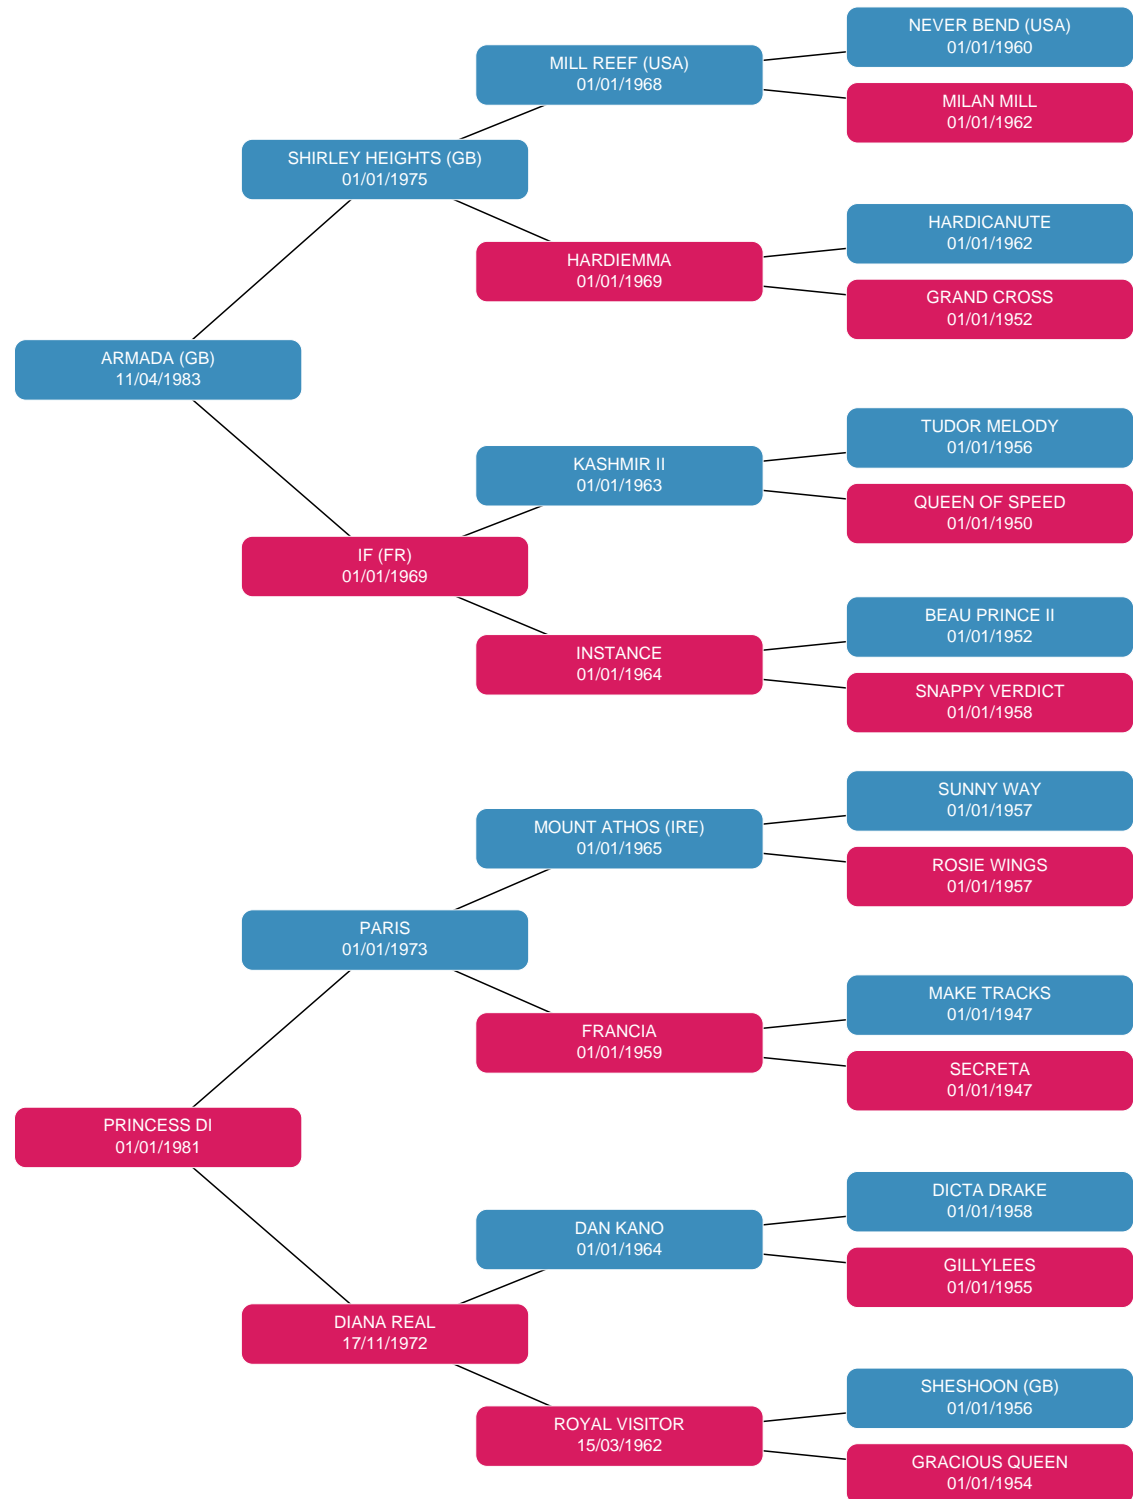 NEVER BEND (USA)
01/01/1960
MILL REEF (USA)
01/01/1968
MILAN MILL
01/01/1962
SHIRLEY HEIGHTS (GB)
01/01/1975
HARDICANUTE
01/01/1962
HARDIEMMA
01/01/1969
GRAND CROSS
01/01/1952
ARMADA (GB)
11/04/1983
TUDOR MELODY
01/01/1956
KASHMIR II
01/01/1963
QUEEN OF SPEED
01/01/1950
IF (FR)
01/01/1969
BEAU PRINCE II
01/01/1952
INSTANCE
01/01/1964
SNAPPY VERDICT
01/01/1958
SUNNY WAY
01/01/1957
MOUNT ATHOS (IRE)
01/01/1965
ROSIE WINGS
01/01/1957
PARIS
01/01/1973
MAKE TRACKS
01/01/1947
FRANCIA
01/01/1959
SECRETA
01/01/1947
PRINCESS DI
01/01/1981
DICTA DRAKE
01/01/1958
DAN KANO
01/01/1964
GILLYLEES
01/01/1955
DIANA REAL
17/11/1972
SHESHOON (GB)
01/01/1956
ROYAL VISITOR
15/03/1962
GRACIOUS QUEEN
01/01/1954